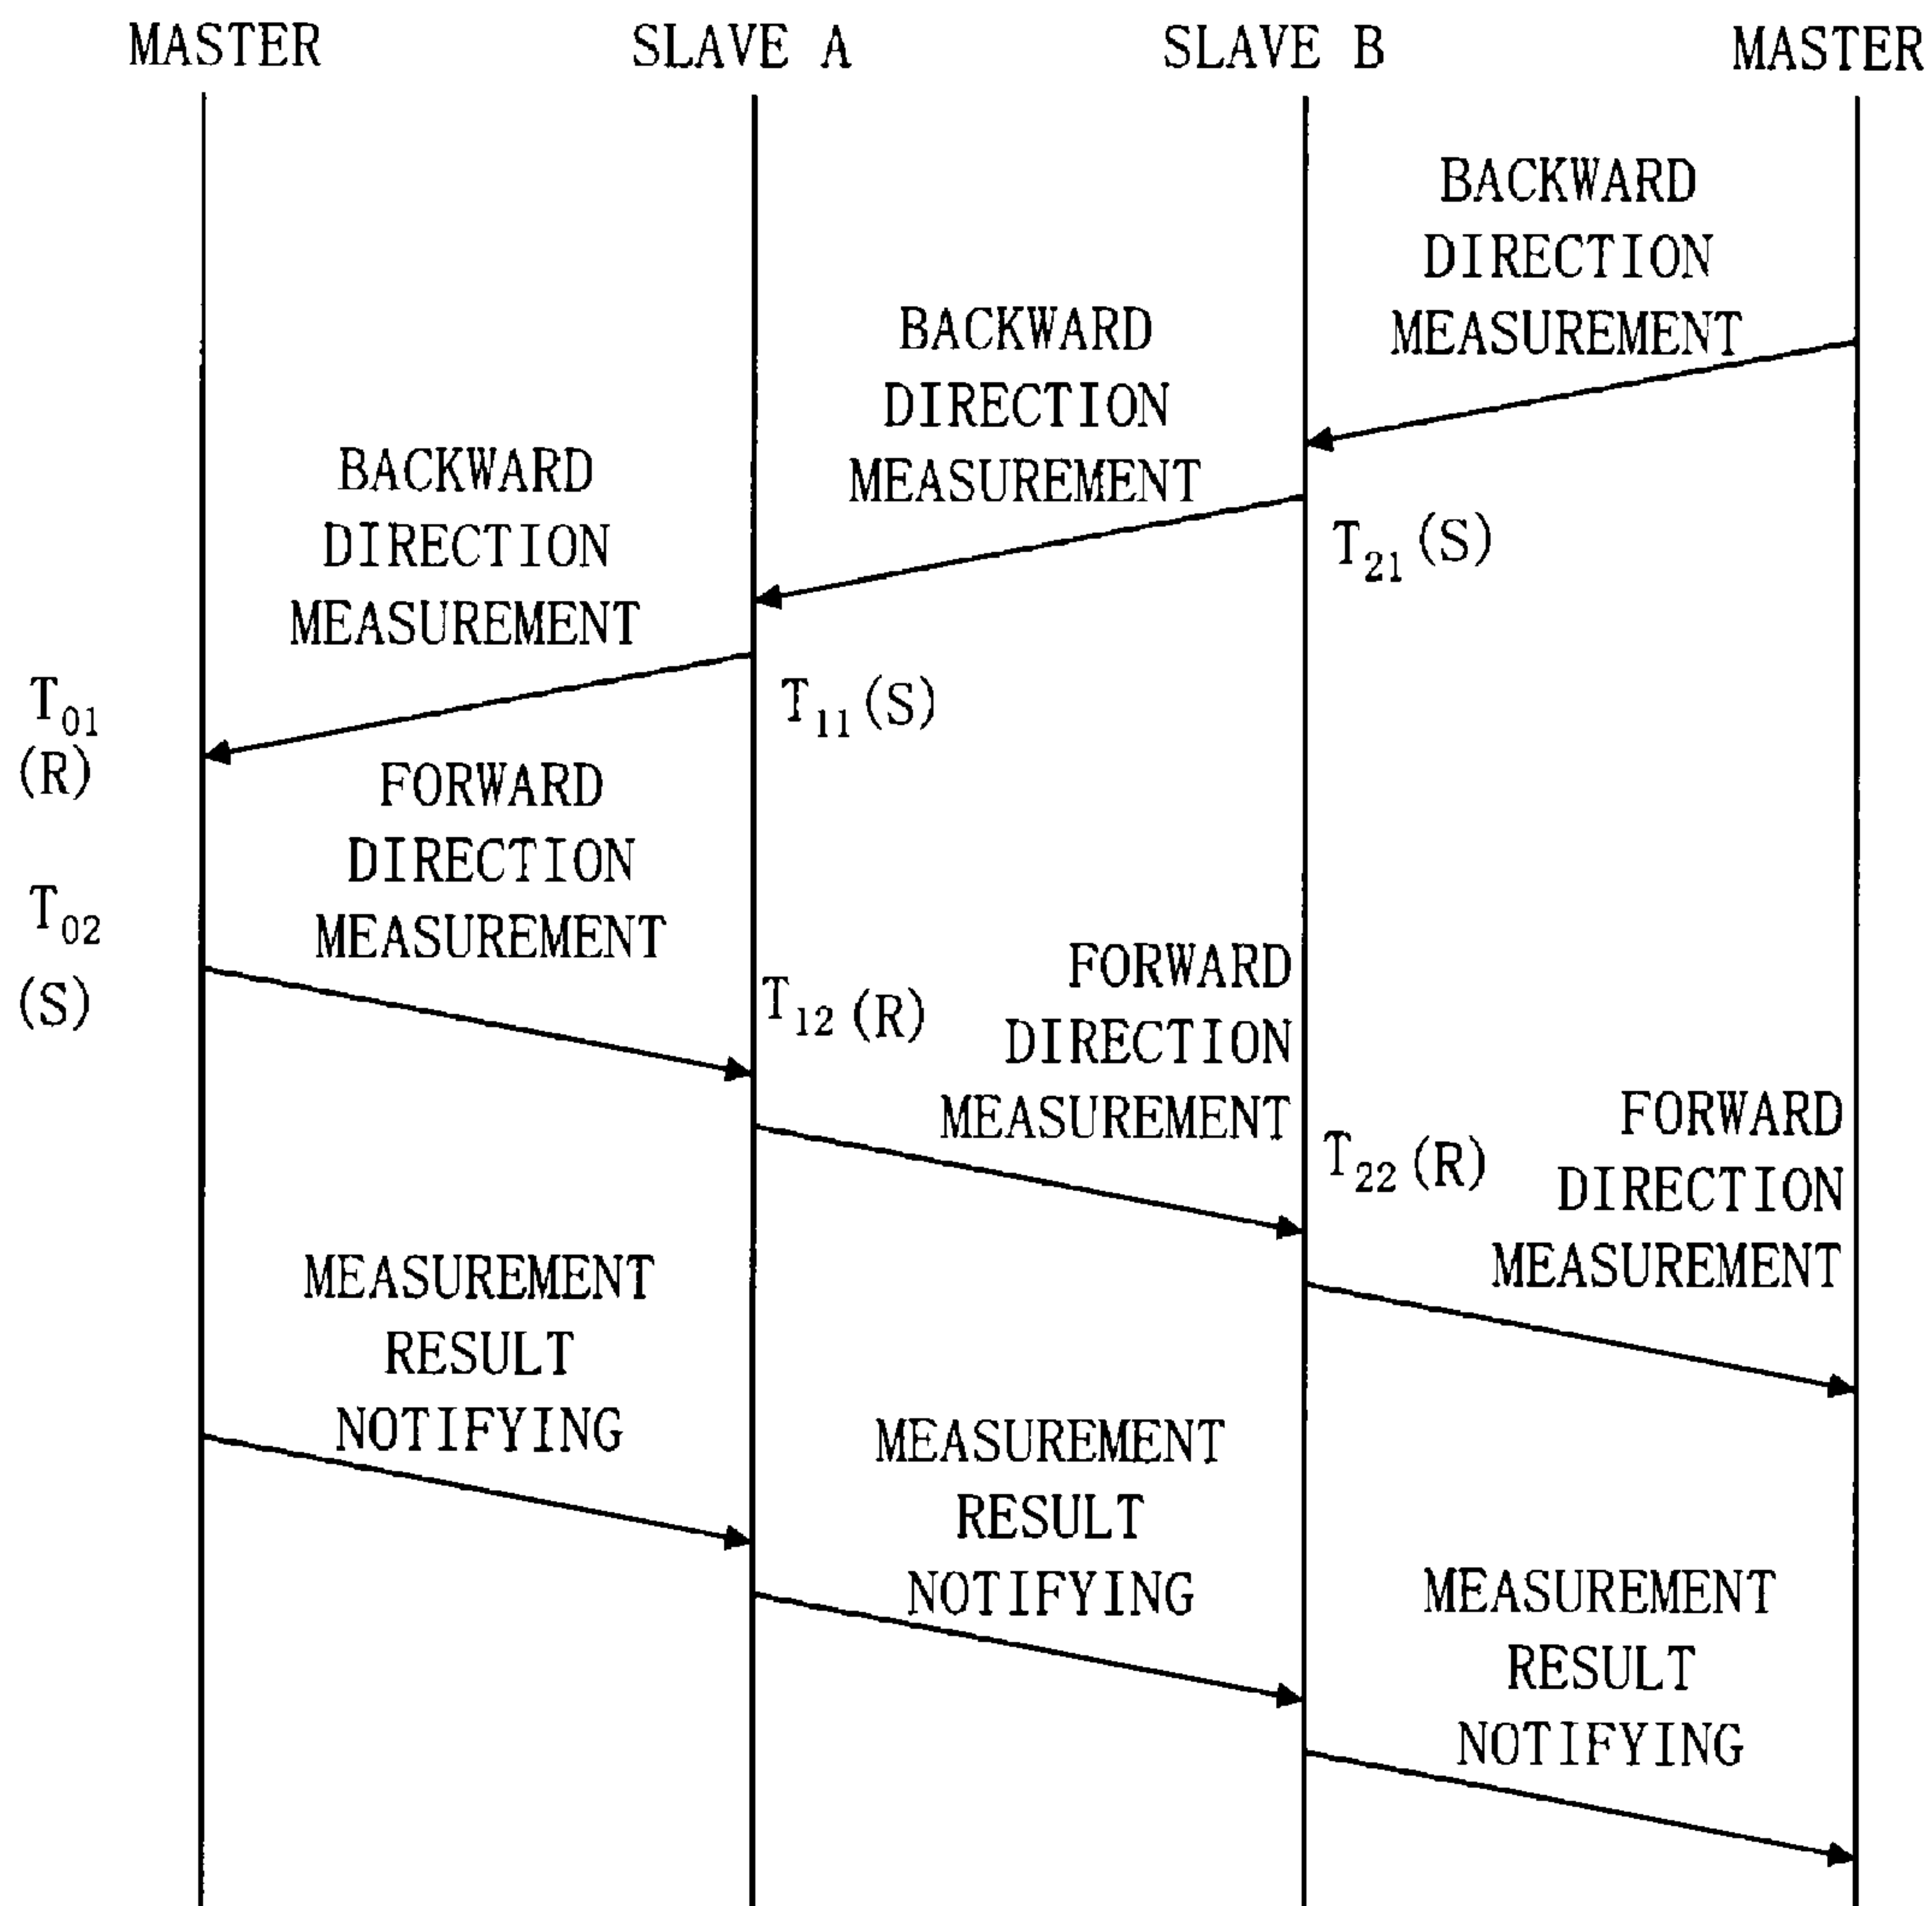 MASTER
SLAVE A
SLAVE B
MASTER
BACKWARD
DIRECTION
MEASUREMENT
BACKWARD
DIRECTION
MEASUREMENT
BACKWARD
DIRECTION
MEASUREMENT
T21 (S)
T11 (S)
T01
(R)
FORWARD
DIRECTION
MEASUREMENT
T02
(S)
T12 (R)
FORWARD
DIRECTION
MEASUREMENT
T22 (R)
FORWARD
DIRECTION
MEASUREMENT
MEASUREMENT
RESULT
NOTIFYING
MEASUREMENT
RESULT
NOTIFYING
MEASUREMENT
RESULT
NOTIFYING